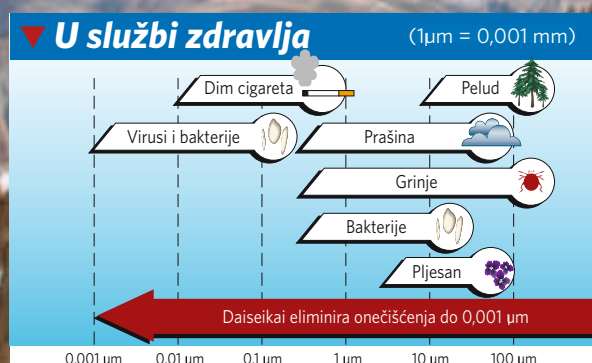 U službi zdravlja
(1µm = 0,001 mm)
Dim cigareta
Pelud
Virusi i bakterije
Prašina
Grinje
Bakterije
Pljesan
Daiseikai eliminira onečišćenja do 0,001 µm
0,001 µm 0,01 µm 0,1 µm 1 µm 10 µm 100 µm